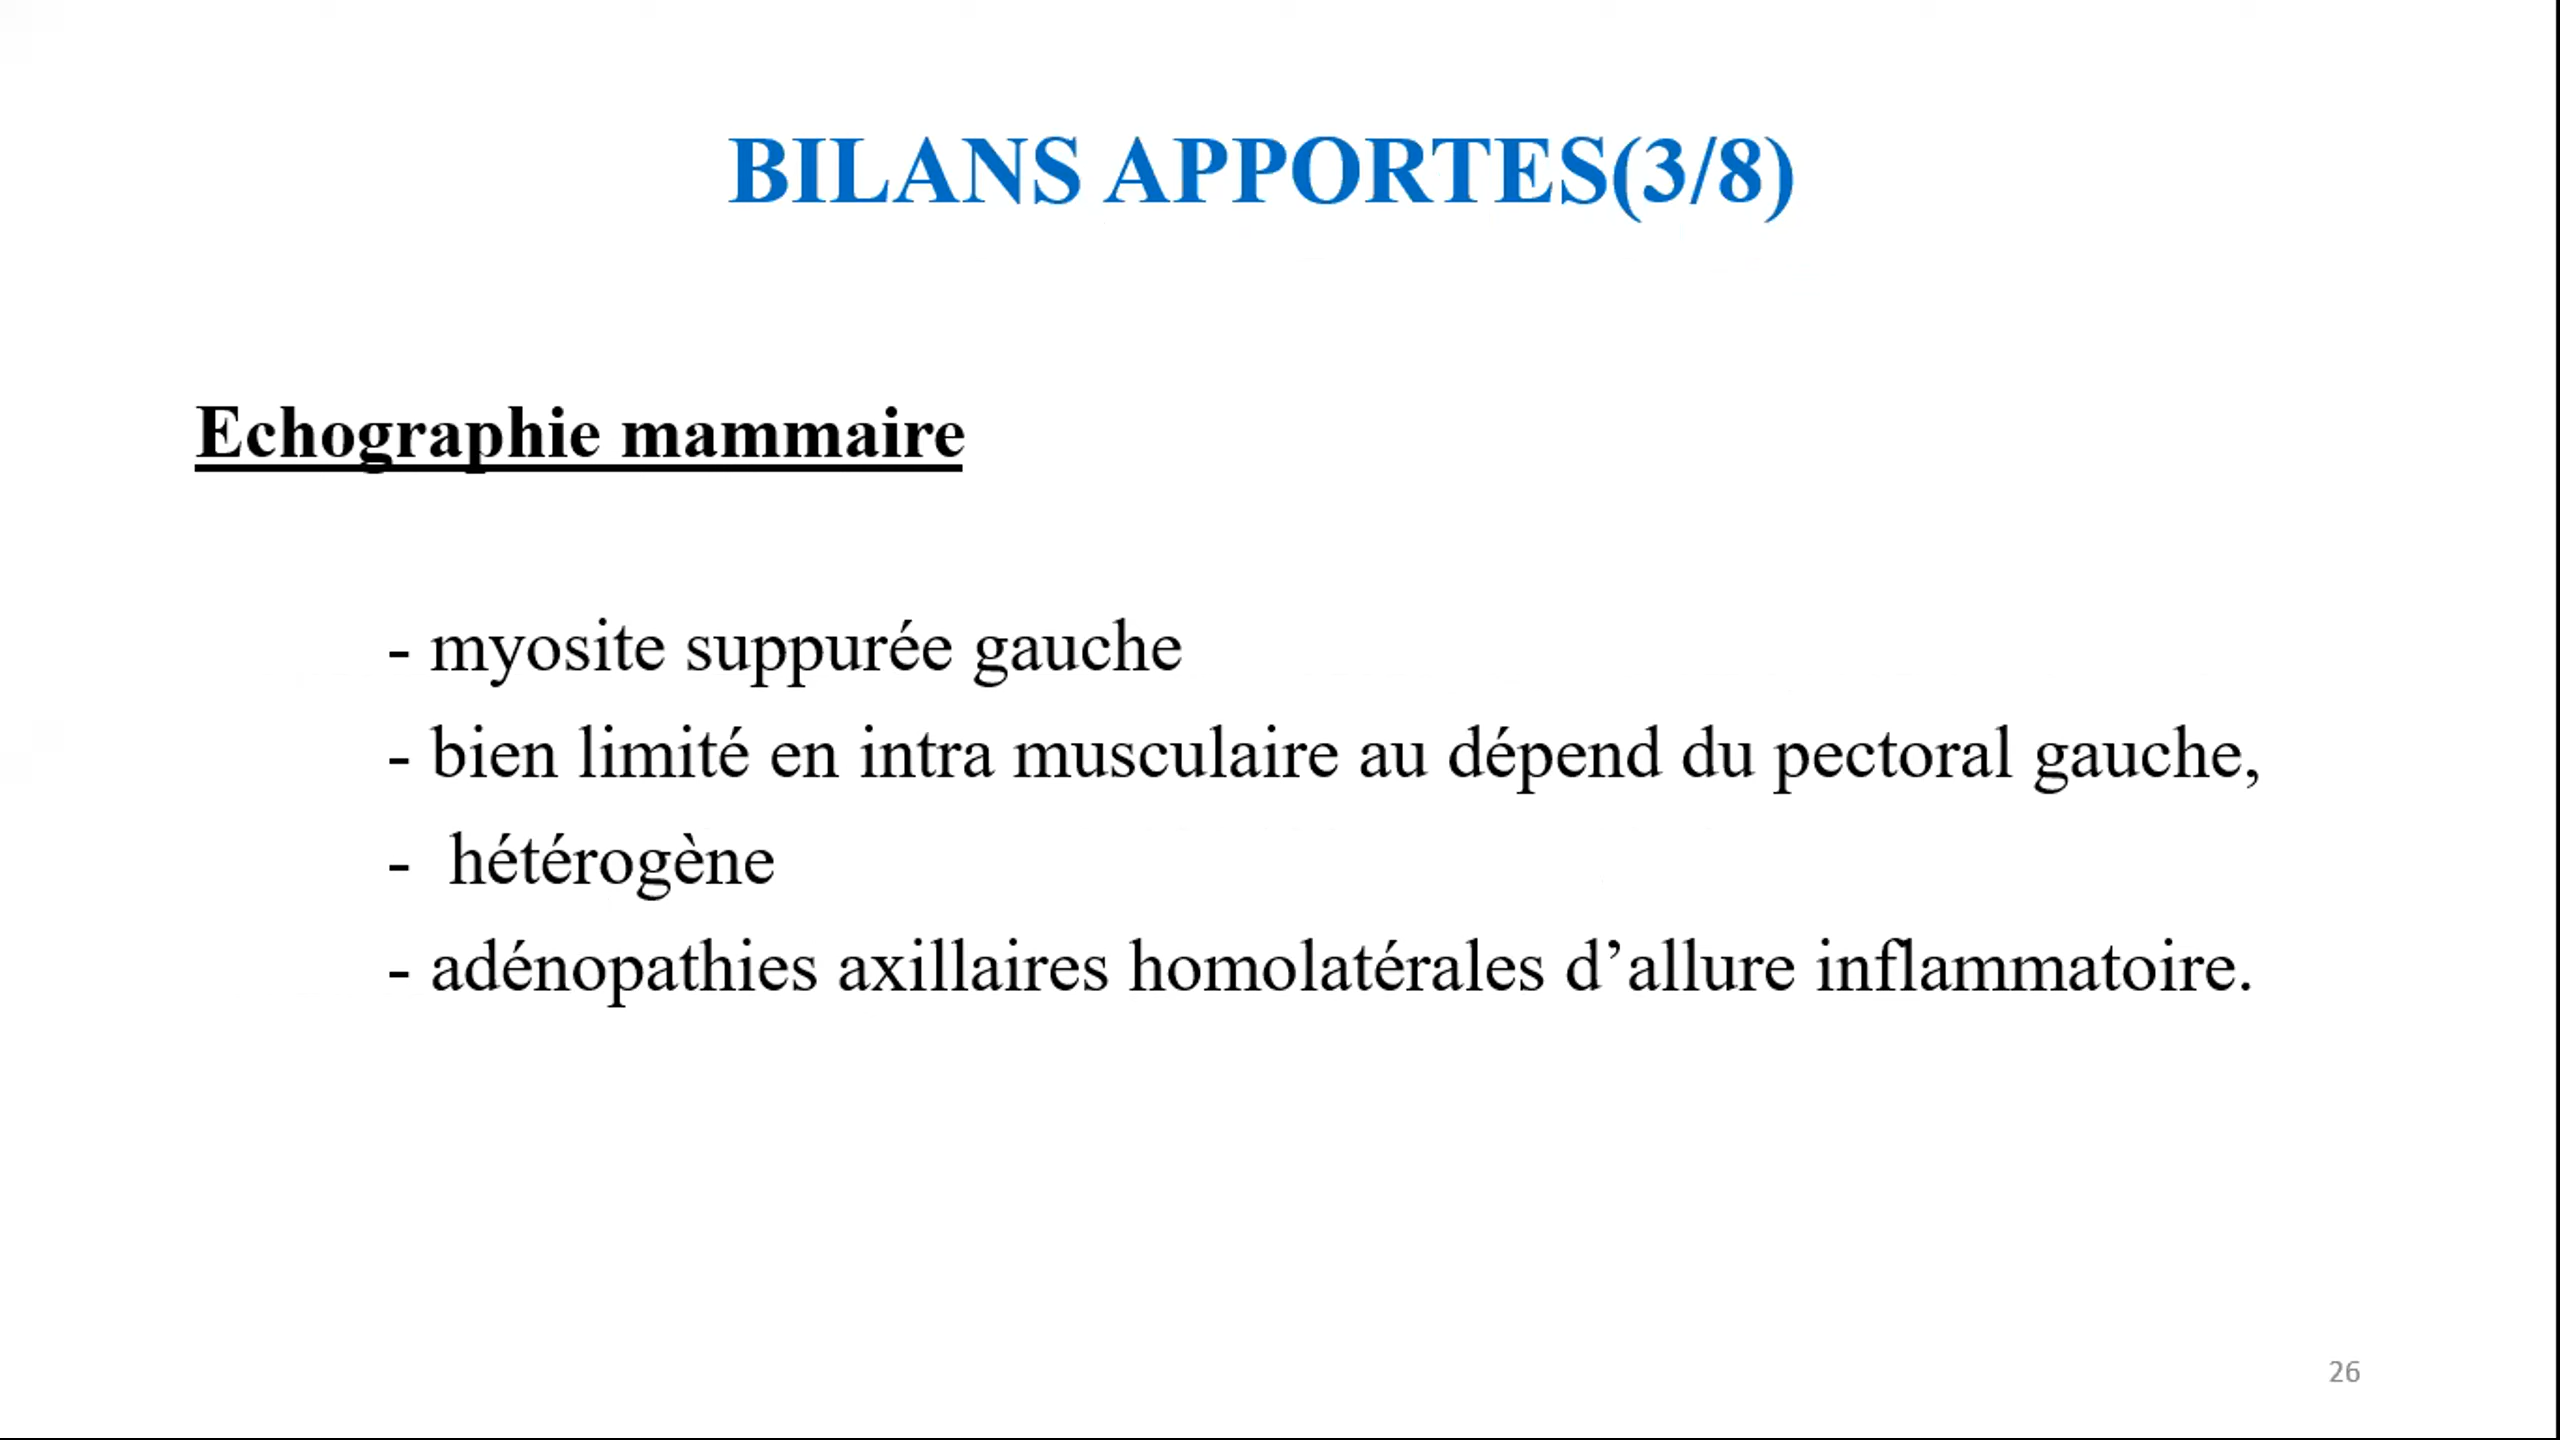 BILANS APPORTES(3/8)
Echographie mammaire
- myosite suppurée gauche
- bien limité en intra musculaire au dépend du pectoral gauche,
- hétérogène
- adénopathies axillaires homolatérales d’allure inflammatoire.
26